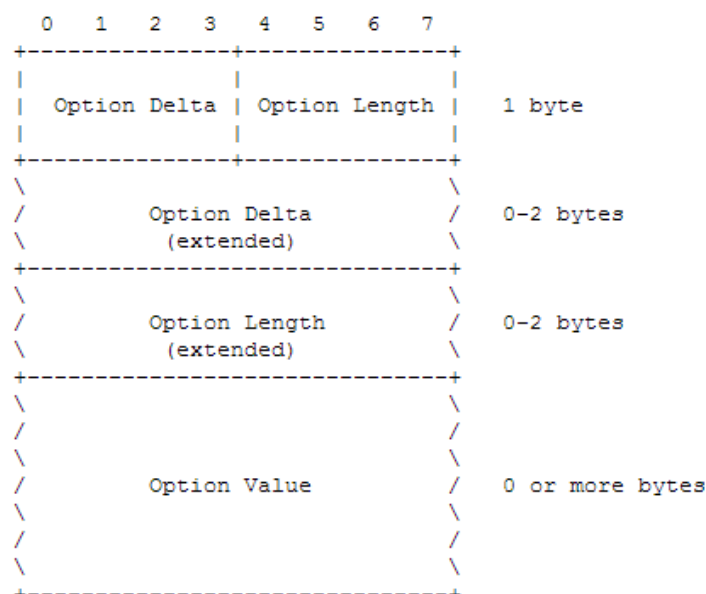 0 1 2 3 4 5 6 7
+---------------+---------------+
| | |
| Option Delta | Option Length | 1 byte
| | |
+---------------+---------------+
\ \
/ Option Delta / 0-2 bytes
\ (extended) \
+-------------------------------+
\ \
/ Option Length / 0-2 bytes
\ (extended) \
+-------------------------------+
\ \
/ /
\ \
/ Option Value / 0 or more bytes
\ \
/ /
\ \
+-------------------------------+